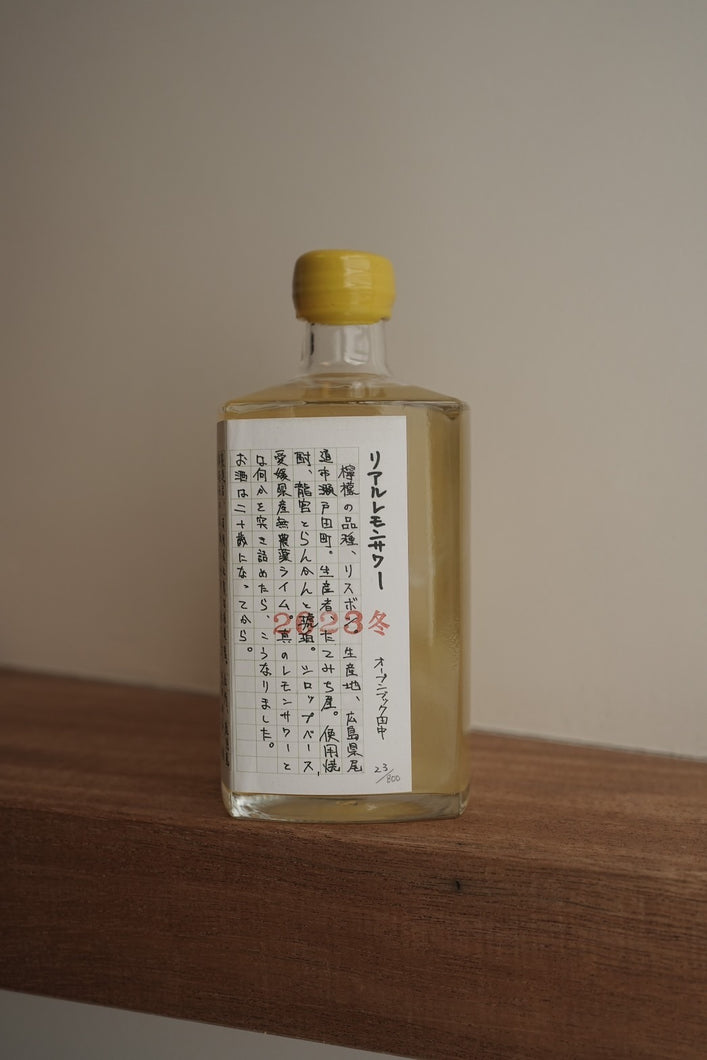 リアルレモンサワー
オープンブック田中
23/800
2023冬
檸檬の品種、リスボン。生産地、広島県尾
道市瀬戸田町。生産者たてみち屋。使用焼
酎、龍宮とらんかんと琥珀。シロップベース、
愛媛県産無農薬ライム。真のレモンサワーと
は何かを突き詰めたら、こうなりました。
お酒は二十歳になってから。